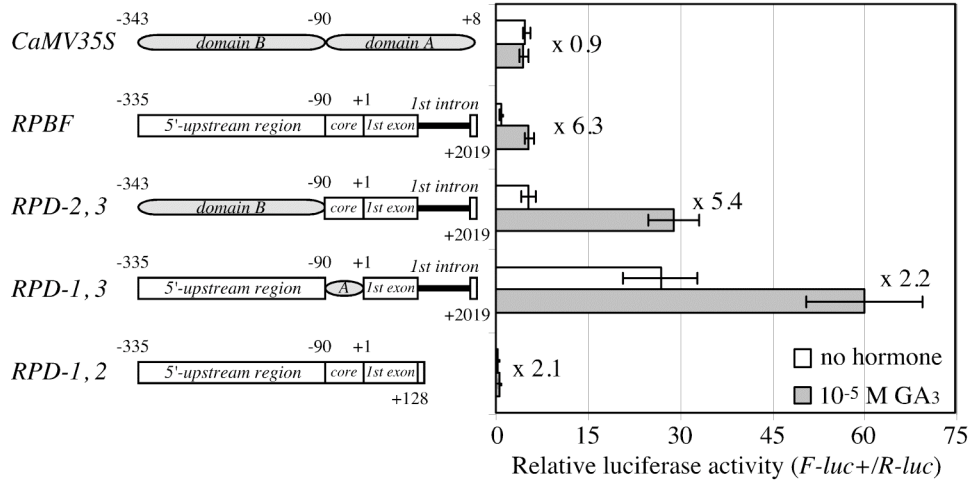 -343 -90 +8
CaMV35S domain B domain A x 0.9
-335 -90 +1 1st intron
RPBF 5'-upstream region core 1st exon x 6.3
+2019
-343 -90 +1 1st intron
RPD-2, 3 domain B core 1st exon x 5.4
+2019
-335 -90 +1 1st intron
RPD-1, 3 5'-upstream region A 1st exon x 2.2
+2019
-335 -90 +1
RPD-1, 2 5'-upstream region core 1st exon x 2.1
+128
no hormone
10-5 M GA3
0 15 30 45 60 75
Relative luciferase activity (F-luc+/R-luc)